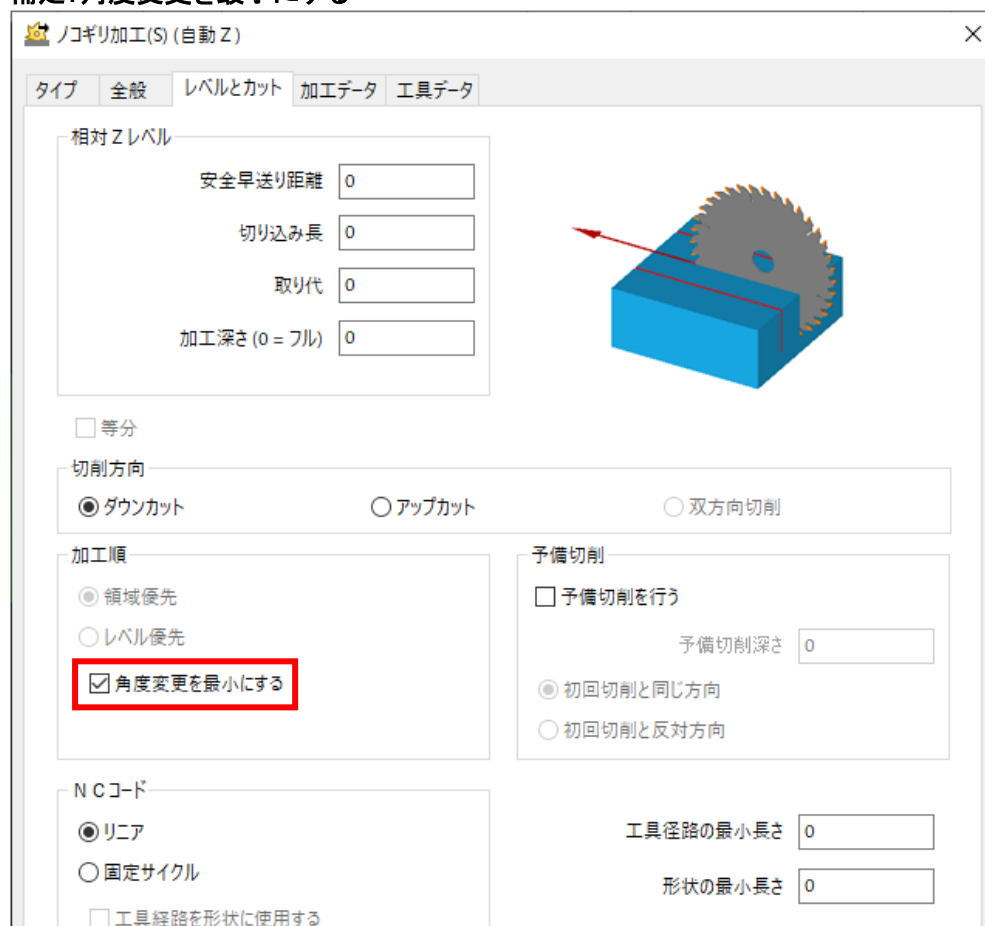 補足:角度変更を最小にする
ノコギリ加工(S) (自動 Z )
タイプ 全般 レベルとカット 加工データ 工具データ
相対 Z レベル
安全早送り距離 0
切り込み長 0
取り代 0
加工深さ (0 = フル) 0
等分
切削方向
ダウンカット アップカット 双方向切削
加工順
領域優先
レベル優先
角度変更を最小にする
予備切削
予備切削を行う
予備切削深さ 0
初回切削と同じ方向
初回切削と反対方向
N C コード
リニア
固定サイクル
工具経路を形状に使用する
工具径路の最小長さ 0
形状の最小長さ 0